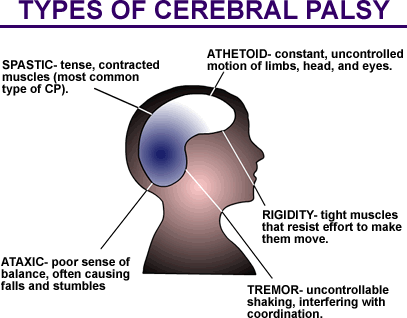 TYPES OF CEREBRAL PALSY
ATHETOID- constant, uncontrolled
motion of limbs, head, and eyes.
SPASTIC- tense, contracted
muscles (most common
type of CP).
RIGIDITY- tight muscles
that resist effort to make
them move.
ATAXIC- poor sense of
balance, often causing
falls and stumbles
TREMOR- uncontrollable
shaking, interfering with
coordination.